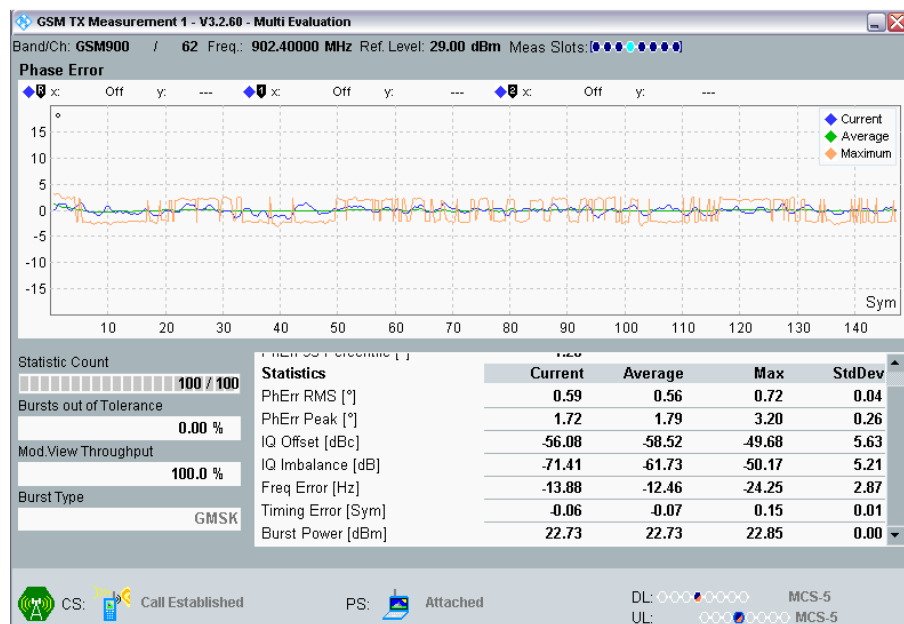 GSM TX Measurement 1 - V3.2.60 - Multi Evaluation
Band/Ch: GSM900 / 62 Freq.: 902.40000 MHz Ref. Level: 29.00 dBm Meas Slots:
Phase Error
R x: Off y: --- 1 x: Off y: --- 2 x: Off y: ---
°
Current
Average
Maximum
15
10
5
0
-5
-10
-15
Sym
10 20 30 40 50 60 70 80 90 100 110 120 130 140
Statistic Count
100 / 100
Bursts out of Tolerance
0.00 %
Mod.View Throughput
100.0 %
Burst Type
GMSK
Statistics Current Average Max StdDev
PhErr RMS [°] 0.59 0.56 0.72 0.04
PhErr Peak [°] 1.72 1.79 3.20 0.26
IQ Offset [dBc] -56.08 -58.52 -49.68 5.63
IQ Imbalance [dB] -71.41 -61.73 -50.17 5.21
Freq Error [Hz] -13.88 -12.46 -24.25 2.87
Timing Error [Sym] -0.06 -0.07 0.15 0.01
Burst Power [dBm] 22.73 22.73 22.85 0.00
CS: Call Established PS: Attached
DL: MCS-5
UL: MCS-5